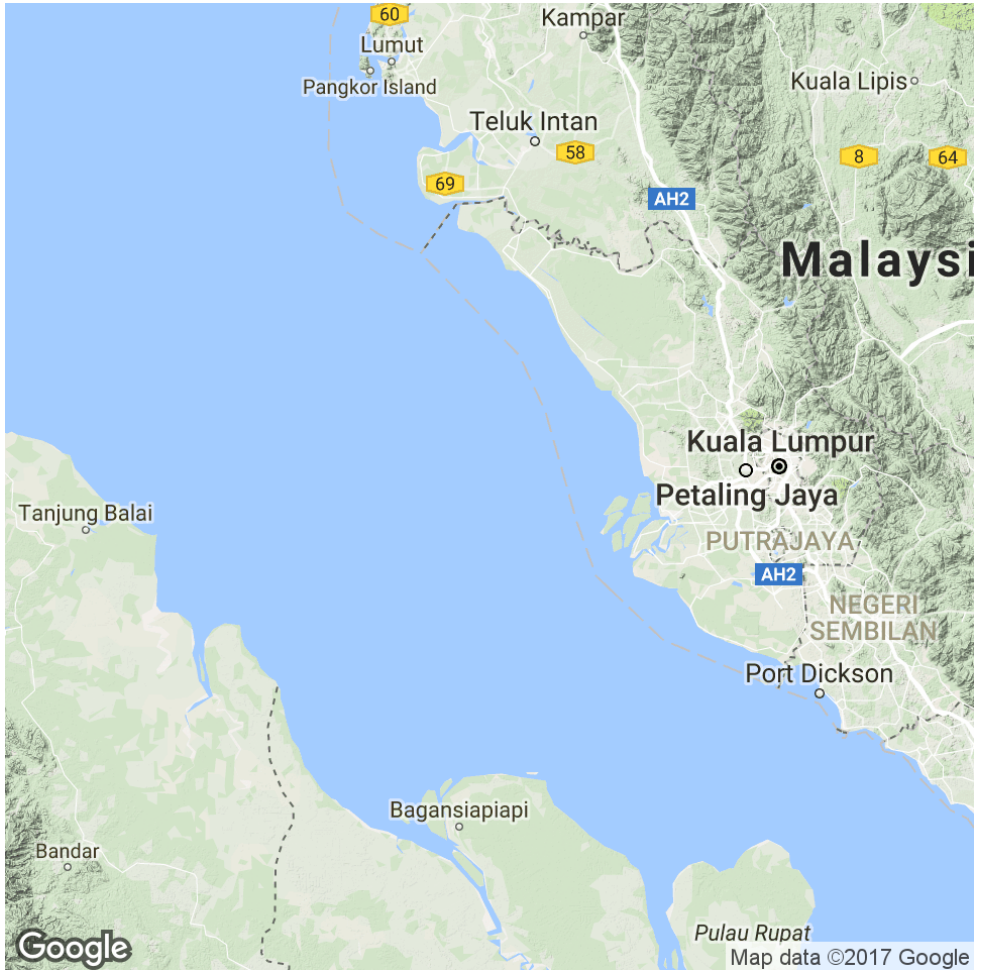 60
Kampar
Lumut
Pangkor Island
Kuala Lipis
Teluk Intan
58
8
64
69
AH2
Malaysi
Kuala Lumpur
Petaling Jaya
Tanjung Balai
PUTRAJAYA
AH2
NEGERI
SEMBILAN
Port Dickson
Bagansiapiapi
Bandar
Pulau Rupat
Google
Map data ©2017 Google